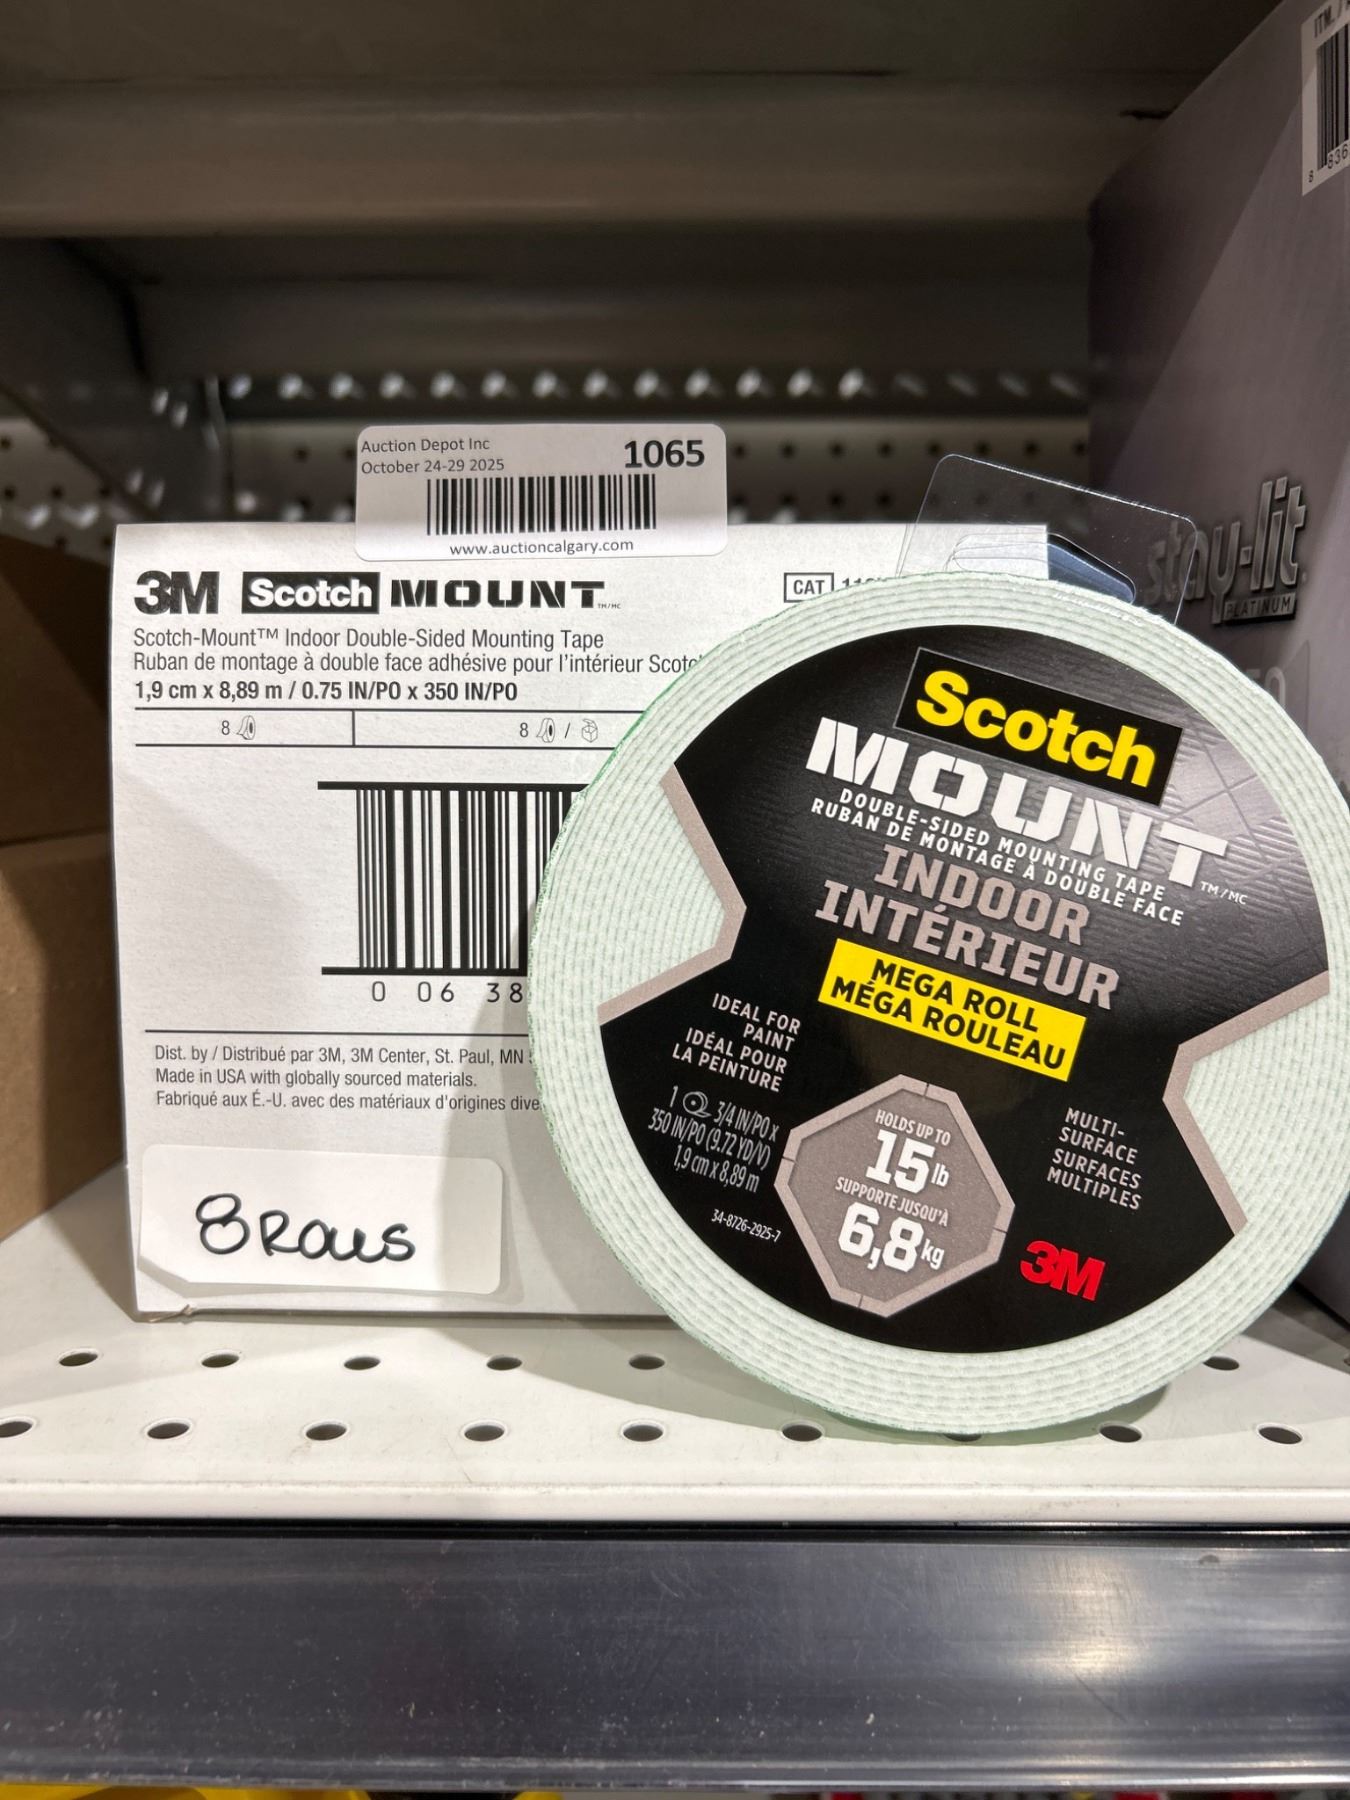 Auction Depot Inc
October 24-29 2025
1065
www.auctioncalgary.com
3M Scotch MOUNT TM/MC
CAT
Scotch-Mount™ Indoor Double-Sided Mounting Tape
Ruban de montage à double face adhésive pour l'intérieur
1,9 cm x 8,89 m / 0.75 IN/PO x 350 IN/PO
8
8 /
0 06 38
Dist. by / Distribué par 3M, 3M Center, St. Paul, MN
Made in USA with globally sourced materials.
Fabriqué aux É.-U. avec des matériaux d'origines
8 Rolls
Scotch
MOUNT TM/MC
DOUBLE-SIDED MOUNTING TAPE
RUBAN DE MONTAGE À DOUBLE FACE
INDOOR
INTÉRIEUR
MEGA ROLL
MÉGA ROULEAU
IDEAL FOR
PAINT
IDÉAL POUR
LA PEINTURE
1 3/4 IN/PO x
350 IN/PO (9.72 YD/V)
1,9 cm x 8,89 m
34-8726-2925-7
HOLDS UP TO
15 lb
SUPPORTE JUSQU'À
6,8 kg
MULTI-
SURFACE
SURFACES
MULTIPLES
3M
stay-lit
PLATINUM